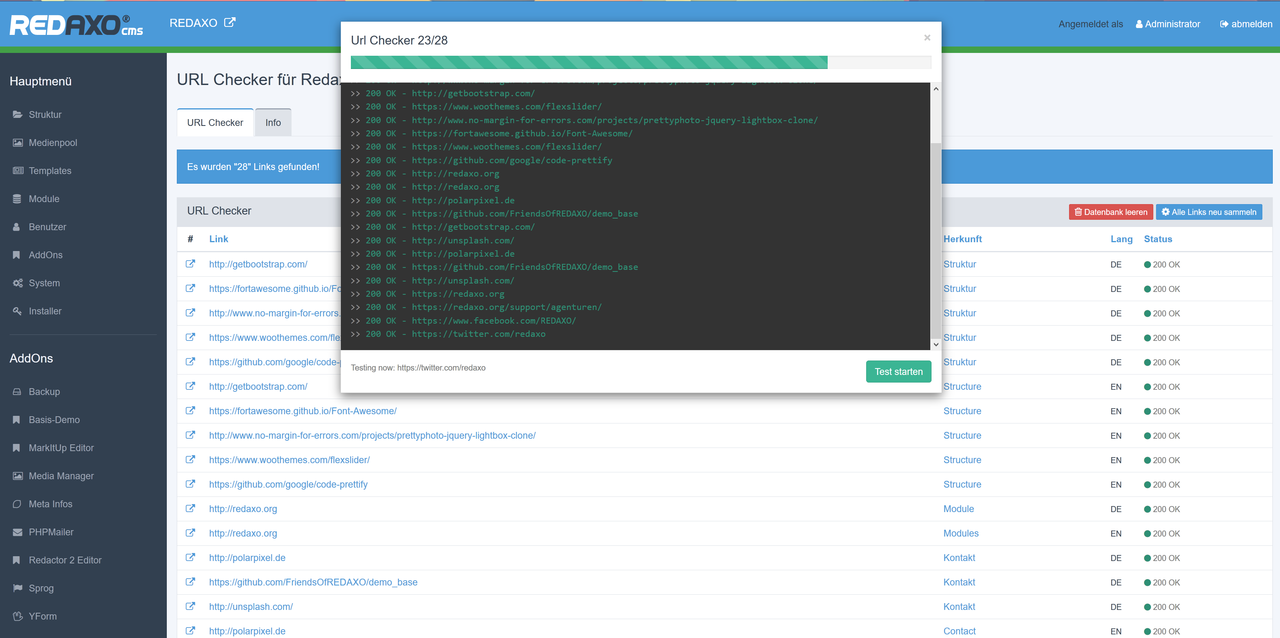 REDAXO® cms
REDAXO
Angemeldet als Administrator abmelden
Hauptmenü
Struktur
Medienpool
Templates
Module
Benutzer
AddOns
System
Installer
AddOns
Backup
Basis-Demo
MarkItUp Editor
Media Manager
Meta Infos
PHPMailer
Redactor 2 Editor
Sprog
YForm
URL Checker für Reda
URL Checker Info
Es wurden "28" Links gefunden!
URL Checker
Datenbank leeren Alle Links neu sammeln
Url Checker 23/28 ×
>> 200 OK - http://getbootstrap.com/
>> 200 OK - https://www.woothemes.com/flexslider/
>> 200 OK - http://www.no-margin-for-errors.com/projects/prettyphoto-jquery-lightbox-clone/
>> 200 OK - https://fortawesome.github.io/Font-Awesome/
>> 200 OK - https://www.woothemes.com/flexslider/
>> 200 OK - https://github.com/google/code-prettify
>> 200 OK - http://redaxo.org
>> 200 OK - http://redaxo.org
>> 200 OK - http://polarpixel.de
>> 200 OK - https://github.com/FriendsOfREDAXO/demo_base
>> 200 OK - http://getbootstrap.com/
>> 200 OK - http://unsplash.com/
>> 200 OK - http://polarpixel.de
>> 200 OK - https://github.com/FriendsOfREDAXO/demo_base
>> 200 OK - http://unsplash.com/
>> 200 OK - https://redaxo.org
>> 200 OK - https://redaxo.org/support/agenturen/
>> 200 OK - https://www.facebook.com/REDAXO/
>> 200 OK - https://twitter.com/redaxo
Testing now: https://twitter.com/redaxo
Test starten
# Link Herkunft Lang Status
http://getbootstrap.com/ Struktur DE 200 OK
https://fortawesome.github.io/Fo Struktur DE 200 OK
http://www.no-margin-for-errors. Struktur DE 200 OK
https://www.woothemes.com/fle Struktur DE 200 OK
https://github.com/google/code-p Struktur DE 200 OK
http://getbootstrap.com/ Structure EN 200 OK
https://fortawesome.github.io/Font-Awesome/ Structure EN 200 OK
http://www.no-margin-for-errors.com/projects/prettyphoto-jquery-lightbox-clone/ Structure EN 200 OK
https://www.woothemes.com/flexslider/ Structure EN 200 OK
https://github.com/google/code-prettify Structure EN 200 OK
http://redaxo.org Module DE 200 OK
http://redaxo.org Modules EN 200 OK
http://polarpixel.de Kontakt DE 200 OK
https://github.com/FriendsOfREDAXO/demo_base Kontakt DE 200 OK
http://unsplash.com/ Kontakt DE 200 OK
http://polarpixel.de Contact EN 200 OK